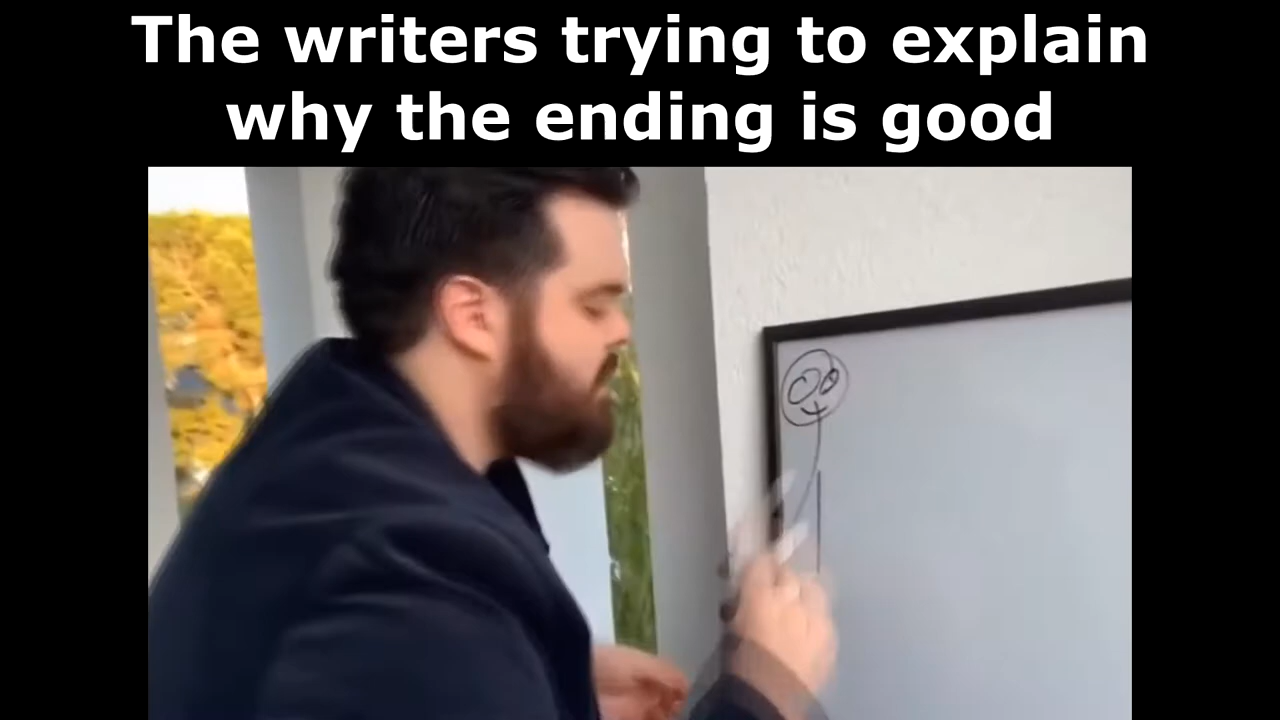 The writers trying to explain
why the ending is good